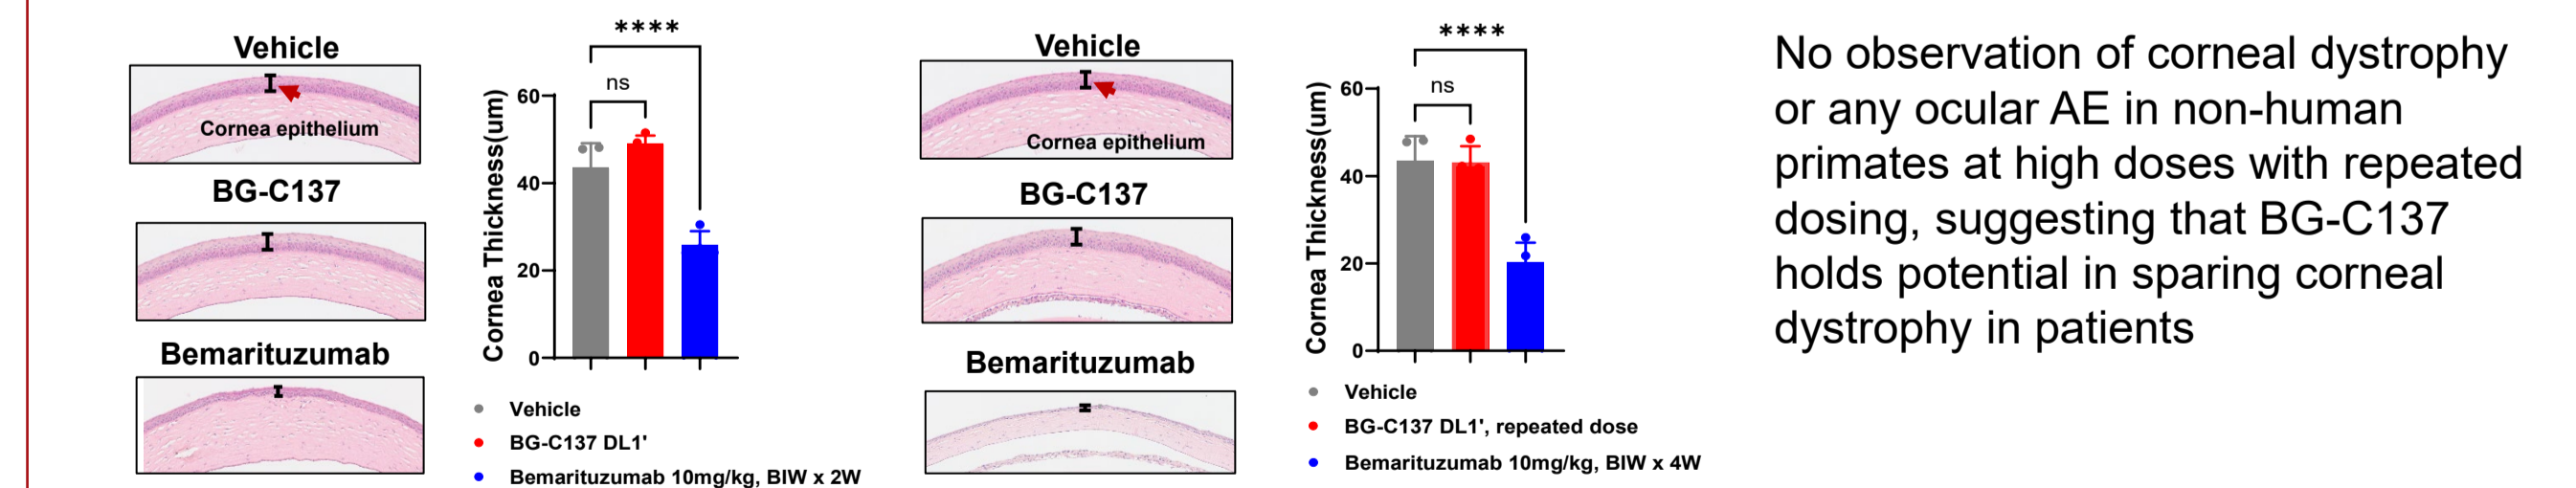 Vehicle
Cornea epithelium
BG-C137
Bemarituzumab
****
ns
Cornea Thickness(um)
60
40
20
0
Vehicle
BG-C137 DL1'
Bemarituzumab 10mg/kg, BIW x 2W
Vehicle
Cornea epithelium
BG-C137
Bemarituzumab
****
ns
Cornea Thickness(um)
60
40
20
0
Vehicle
BG-C137 DL1', repeated dose
Bemarituzumab 10mg/kg, BIW x 4W
No observation of corneal dystrophy
or any ocular AE in non-human
primates at high doses with repeated
dosing, suggesting that BG-C137
holds potential in sparing corneal
dystrophy in patients